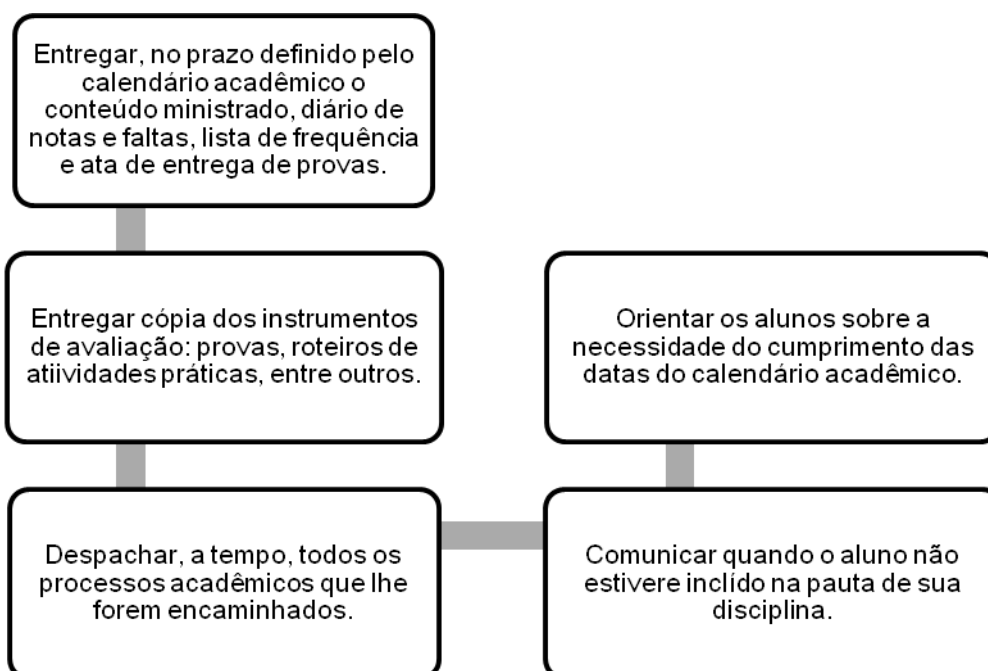 Entregar, no prazo definido pelo
calendário acadêmico o
conteúdo ministrado, diário de
notas e faltas, lista de frequência
e ata de entrega de provas.
Entregar cópia dos instrumentos
de avaliação: provas, roteiros de
atiividades práticas, entre outros.
Despachar, a tempo, todos os
processos acadêmicos que lhe
forem encaminhados.
Comunicar quando o aluno não
estivere inclído na pauta de sua
disciplina.
Orientar os alunos sobre a
necessidade do cumprimento das
datas do calendário acadêmico.